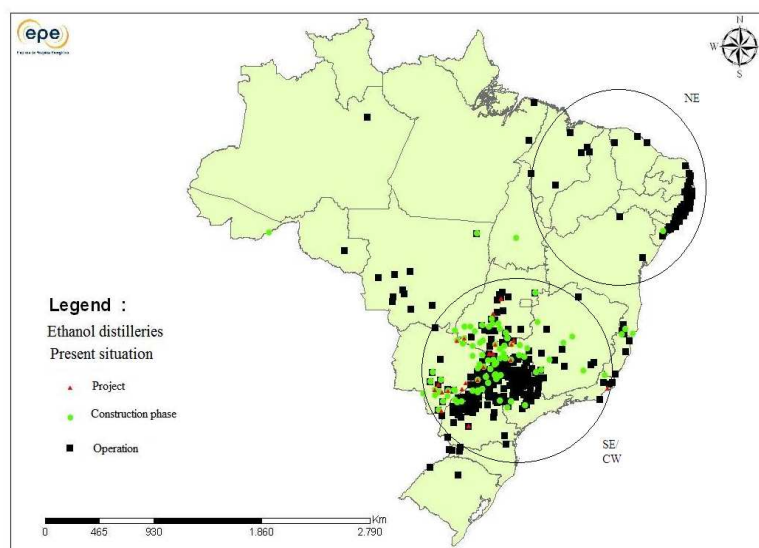 epe
N
W E
S
NE
Legend :
Ethanol distilleries
Present situation
Project
Construction phase
Operation
SE/
CW
Km
0 465 930 1.860 2.790